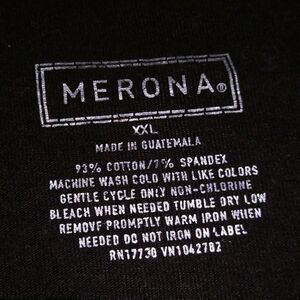 MERONA®
XXL
MADE IN GUATEMALA
93% COTTON/7% SPANDEX
MACHINE WASH COLD WITH LIKE COLORS
GENTLE CYCLE ONLY NON-CHLORINE
BLEACH WHEN NEEDED TUMBLE DRY LOW
REMOVE PROMPTLY WARM IRON WHEN
NEEDED DO NOT IRON ON LABEL
RN17730 VN1042782